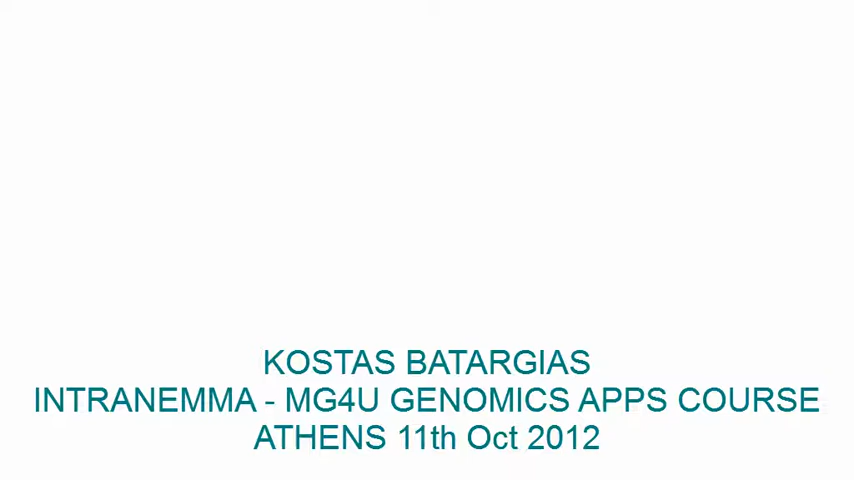 KOSTAS BATARGIAS
INTRANEMMA - MG4U GENOMICS APPS COURSE
ATHENS 11th Oct 2012